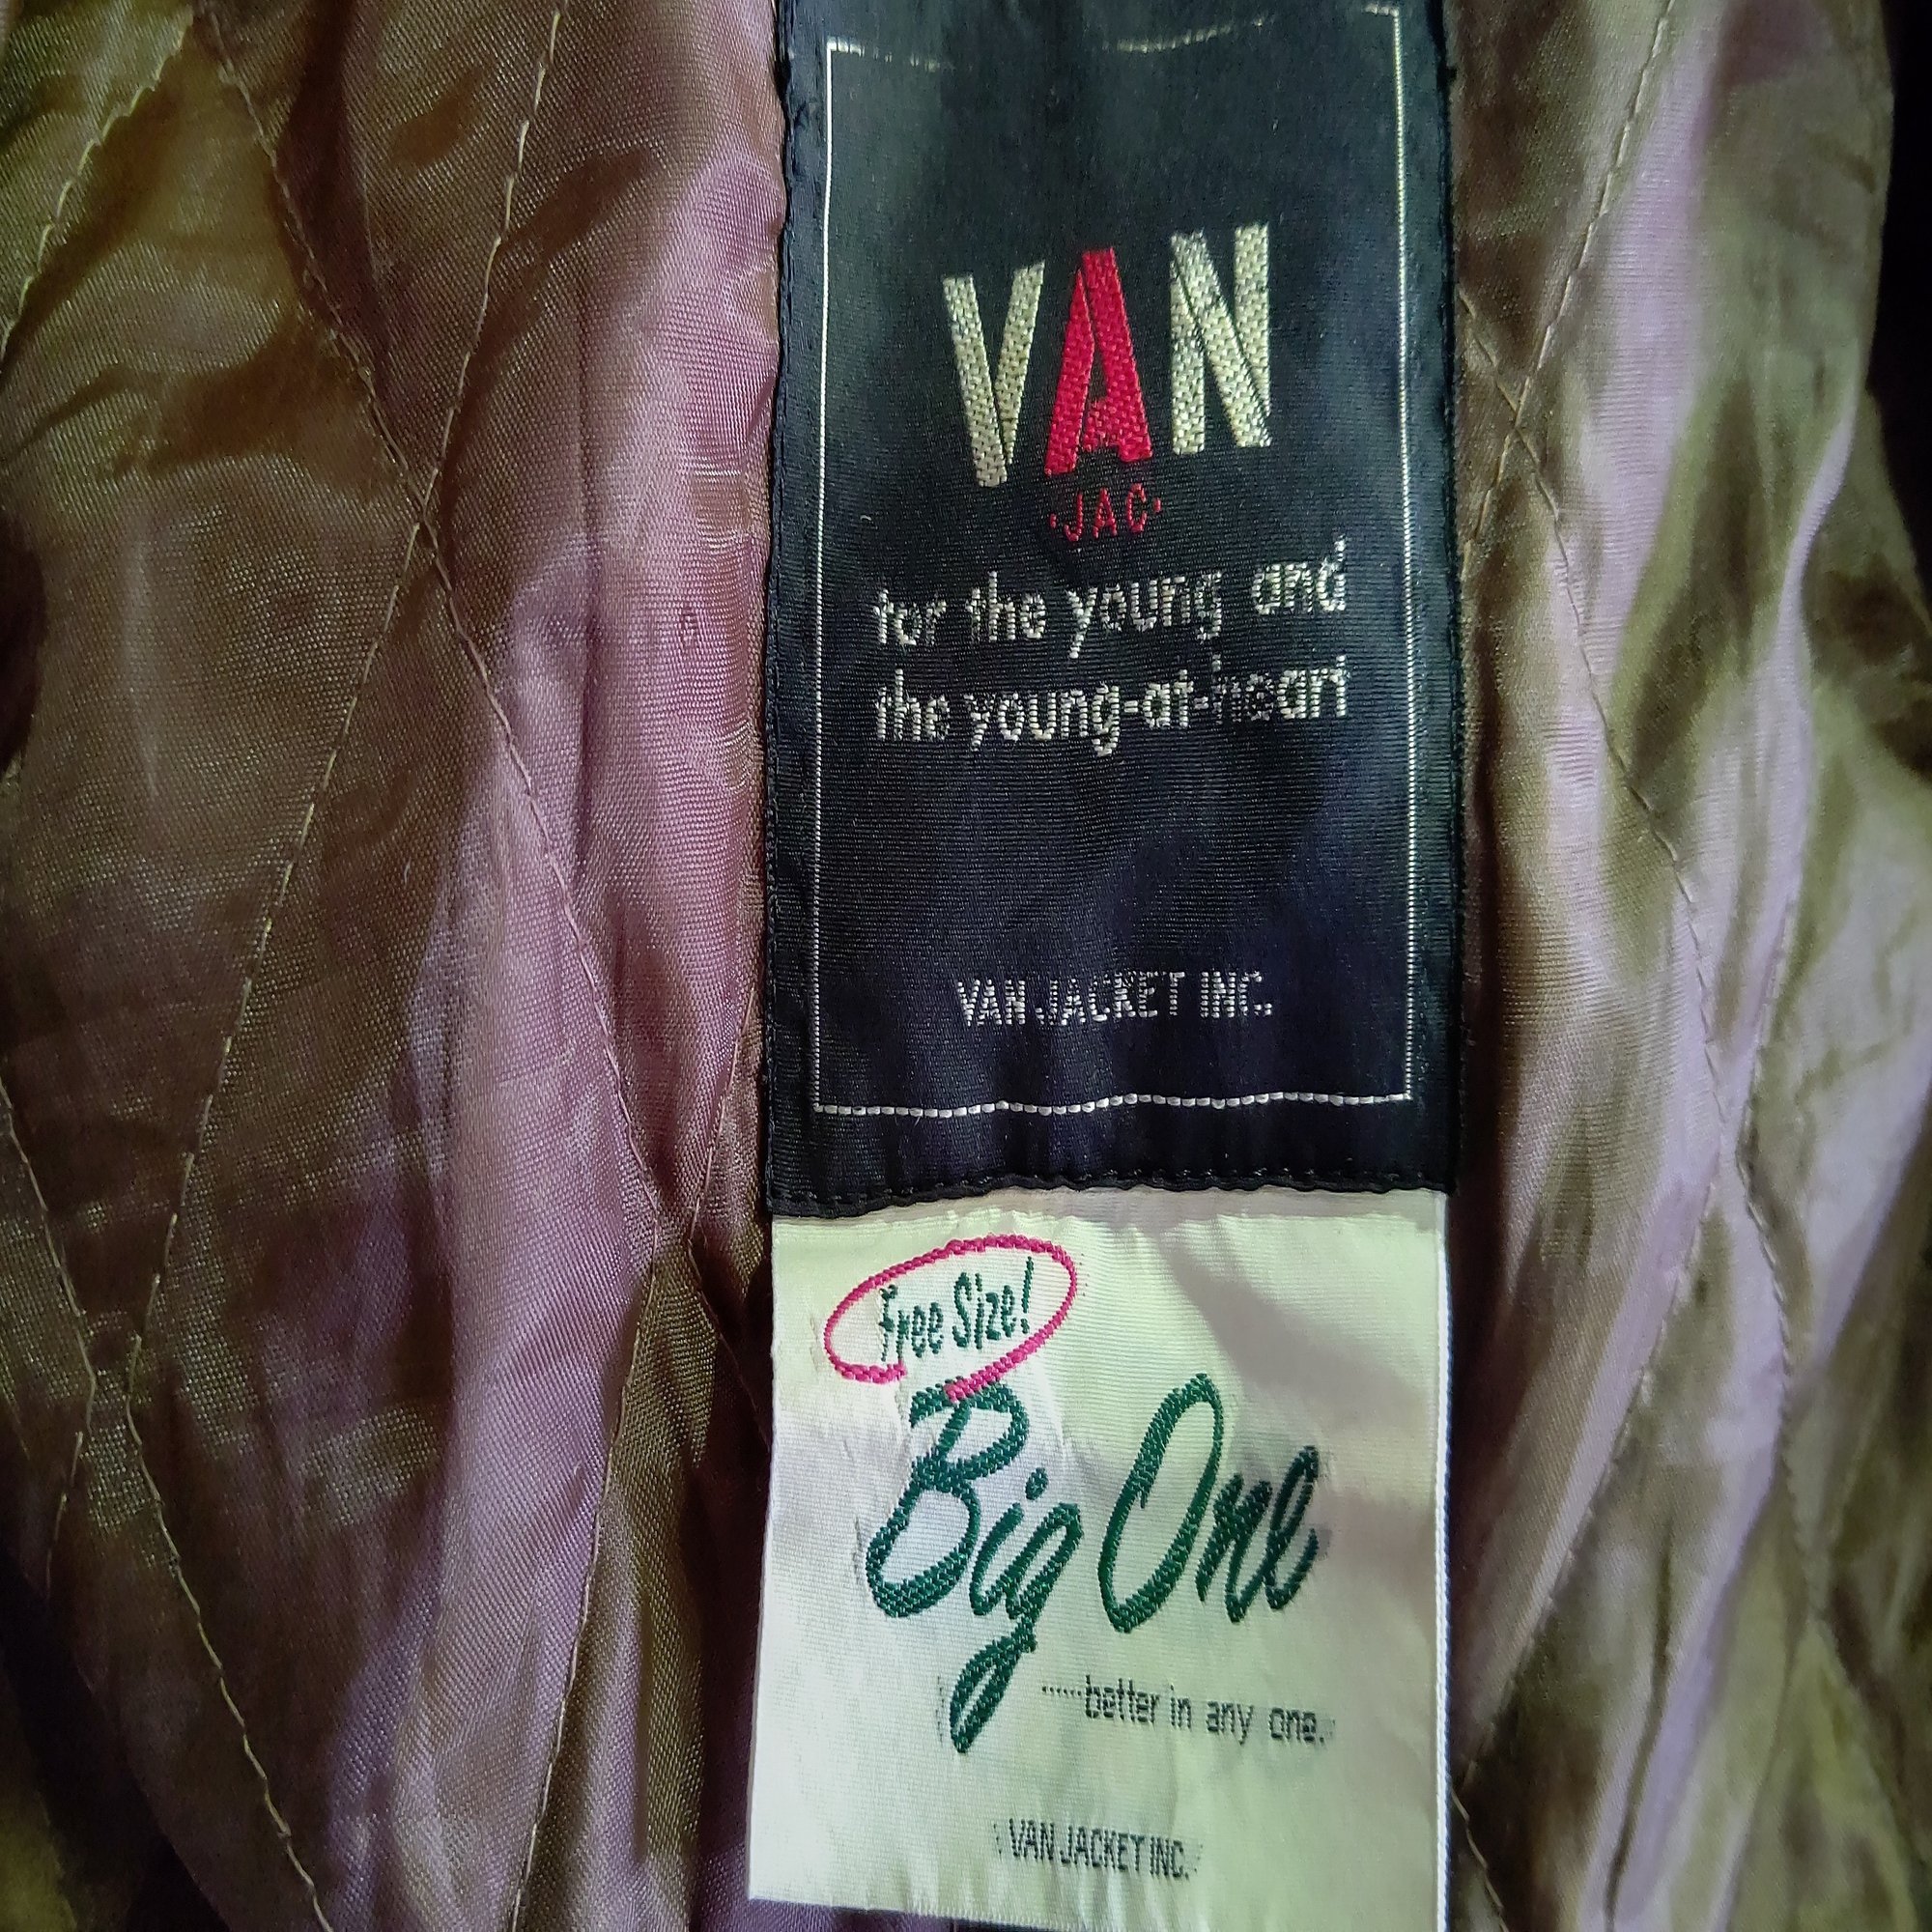 VAN
·JAC·
for the young and
the young-at-heart
VAN JACKET INC.
Free Size!
Big One
......better in any one.
VAN JACKET INC.